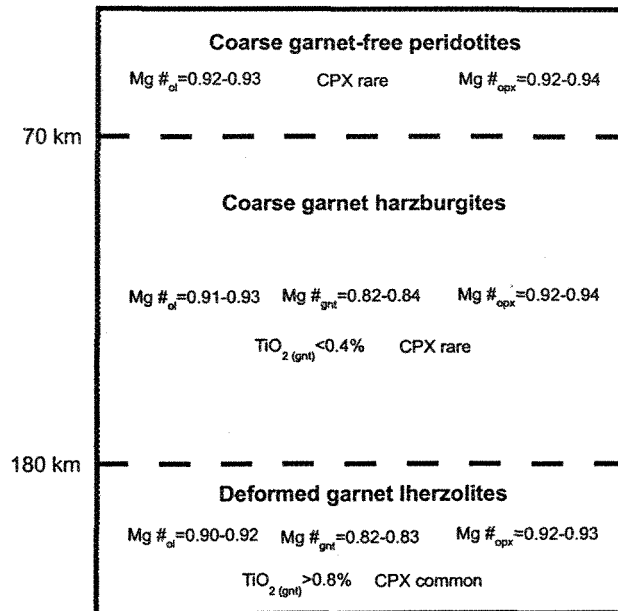 Coarse garnet-free peridotites
Mg #ol=0.92-0.93 CPX rare Mg #opx=0.92-0.94
70 km
Coarse garnet harzburgites
Mg #ol=0.91-0.93 Mg #gnt=0.82-0.84 Mg #opx=0.92-0.94
TiO2 (gnt)<0.4% CPX rare
180 km
Deformed garnet lherzolites
Mg #ol=0.90-0.92 Mg #gnt=0.82-0.83 Mg #opx=0.92-0.93
TiO2 (gnt)>0.8% CPX common